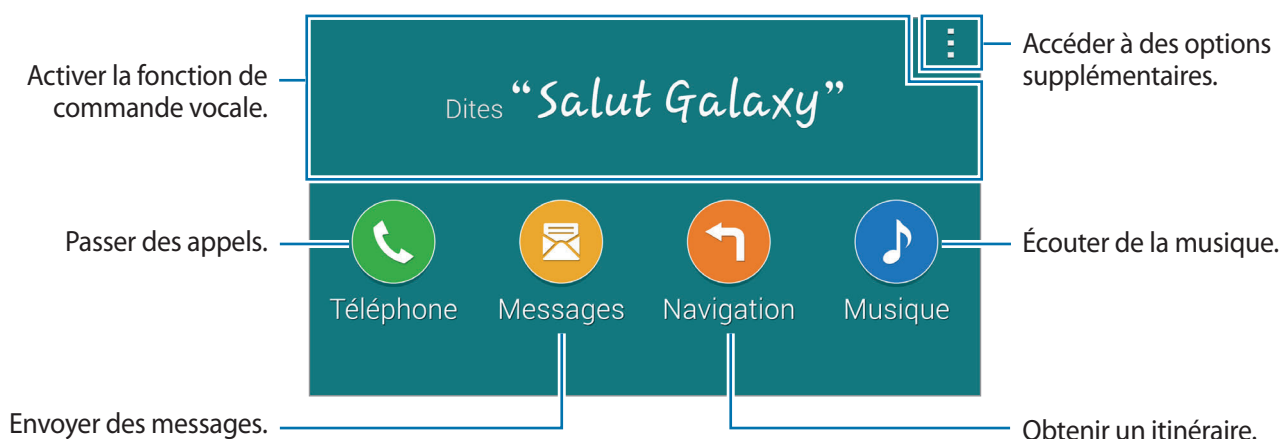 Activer la fonction de
commande vocale.
Dites “Salut Galaxy”
Accéder à des options
supplémentaires.
Passer des appels.
Écouter de la musique.
Téléphone
Messages
Navigation
Musique
Envoyer des messages.
Obtenir un itinéraire.